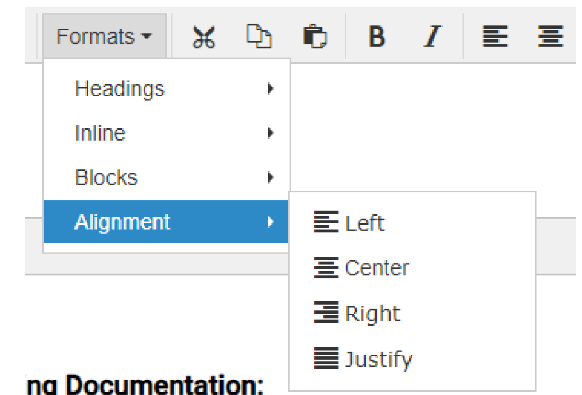 Formats B I
Headings
Inline
Blocks
Alignment
Left
Center
Right
Justify
ng Documentation: